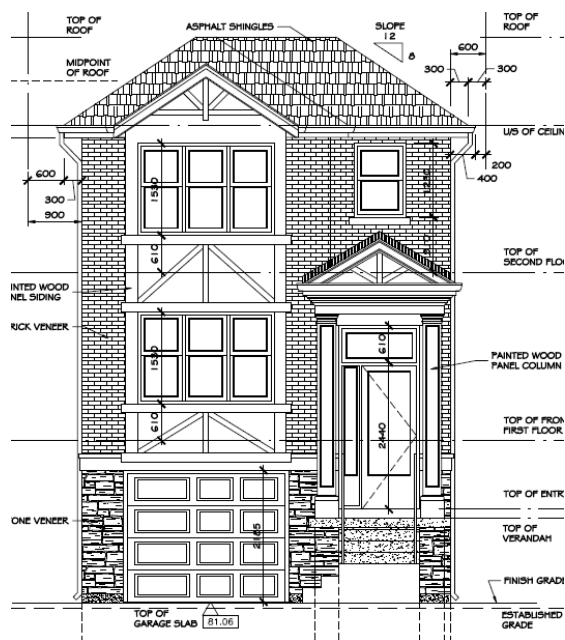 TOP OF
ROOF
ASPHALT SHINGLES
SLOPE
12
8
TOP OF
ROOF
600
300
300
MIDPOINT
OF ROOF
U/S OF CEILIN
200
400
600
300
900
1530
1230
610
TOP OF
SECOND FLO
INTED WOOD
NEL SIDING
RICK VENEER
1530
610
PAINTED WOOD
PANEL COLUMN
610
2440
TOP OF FRON
FIRST FLOOR
2185
TOP OF ENTR
ONE VENEER
TOP OF
VERANDAH
FINISH GRADE
TOP OF
GARAGE SLAB
81.06
ESTABLISHED
GRADE